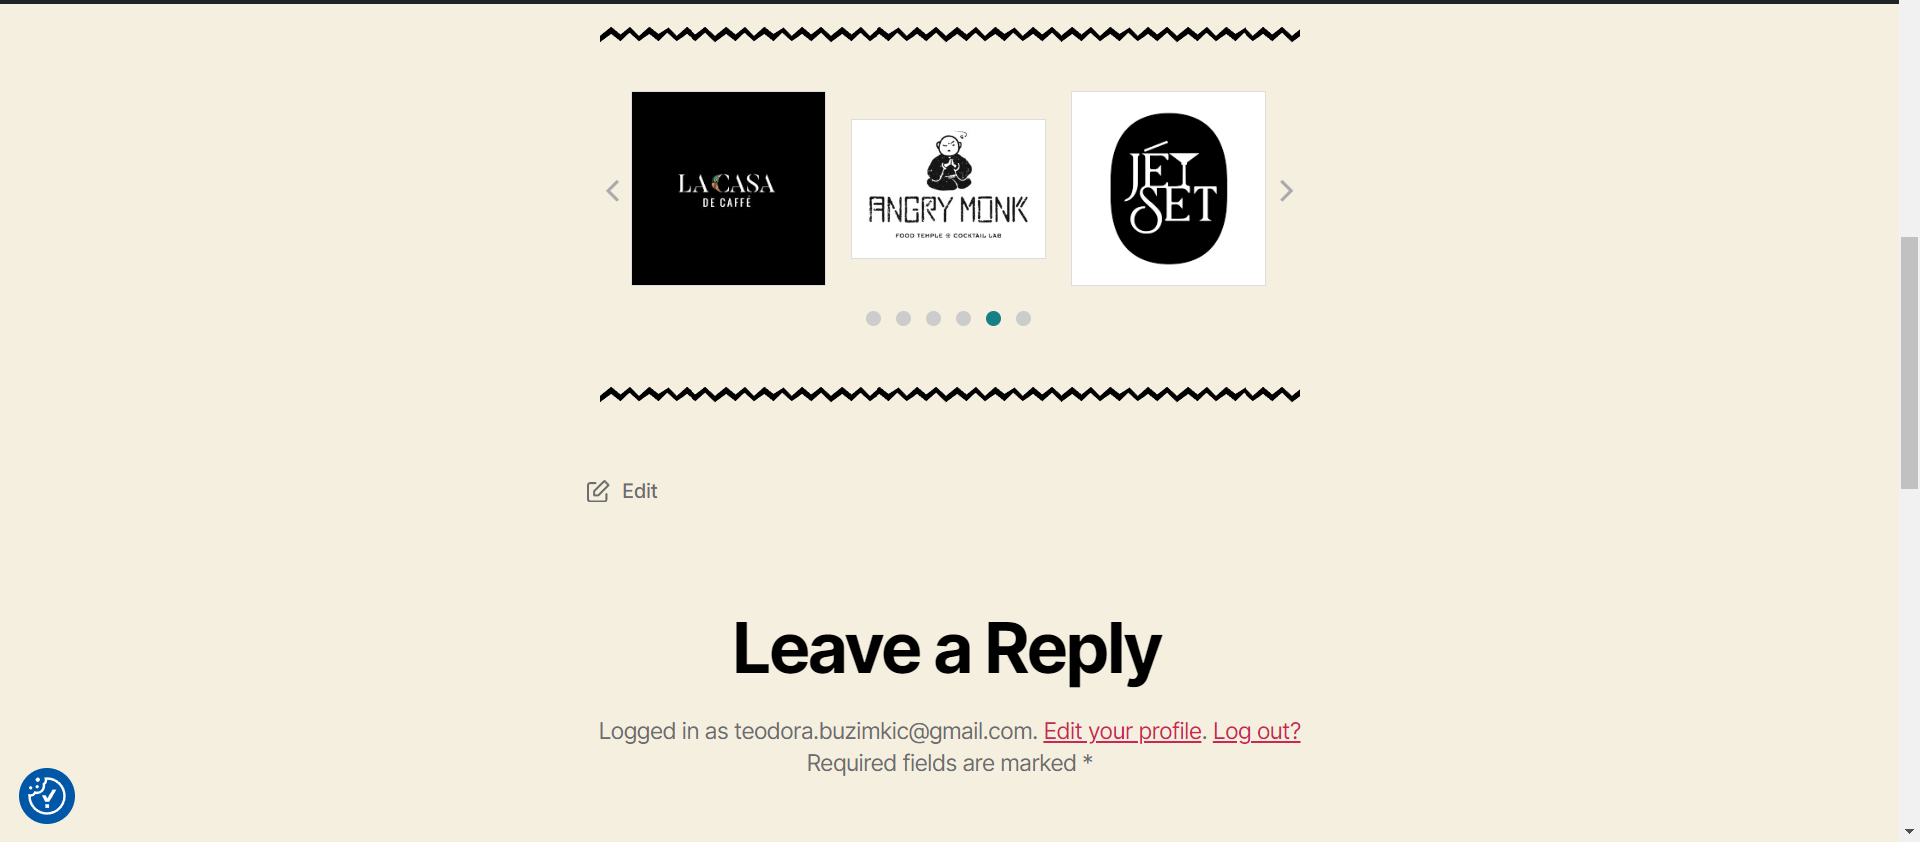 LA CASA
DE CAFFÉ
ANGRY MONK
FOOD TEMPLE & COCKTAIL LAB
JÉT
SET
Edit
Leave a Reply
Logged in as teodora.buzimkic@gmail.com. Edit your profile. Log out?
Required fields are marked *